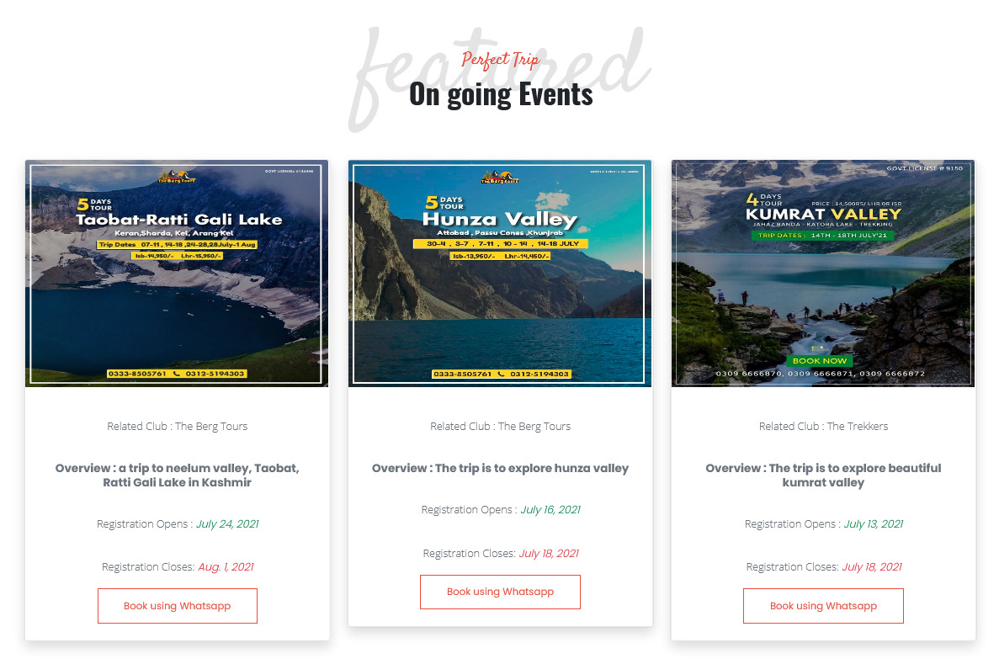 featured
Perfect Trip
On going Events
The Berg Tours
5 DAYS TOUR
Taobat-Ratti Gali Lake
Keran,Sharda, Kel, Arang Kel
Trip Dates 07-11 , 14-18 ,24-28,28July-1 Aug
Isb-14,950/- Lhr-15,950/-
0333-8505761 0312-5194303
Related Club : The Berg Tours
Overview : a trip to neelum valley, Taobat,
Ratti Gali Lake in Kashmir
Registration Opens : July 24, 2021
Registration Closes: Aug. 1, 2021
Book using Whatsapp
The Berg Tours
5 DAYS TOUR
Hunza Valley
Attabad , Passu Cones ,Khunjrab
30-4 , 3-7 , 7-11 , 10 - 14 , 14-18 JULY
Isb-13,950/- Lhr-14,450/-
0333-8505761 0312-5194303
Related Club : The Berg Tours
Overview : The trip is to explore hunza valley
Registration Opens : July 16, 2021
Registration Closes: July 18, 2021
Book using Whatsapp
GOVT LICENSE # 9150
4 DAYS TOUR
PRICE : 14,500RS/ LHR OR ISB
KUMRAT VALLEY
JAHAZ BANDA - KATORA LAKE - TREKKING
TRIP DATES : 14TH - 18TH JULY'21
BOOK NOW
0309 6666870, 0309 6666871, 0309 6666872
Related Club : The Trekkers
Overview : The trip is to explore beautiful
kumrat valley
Registration Opens : July 13, 2021
Registration Closes: July 18, 2021
Book using Whatsapp